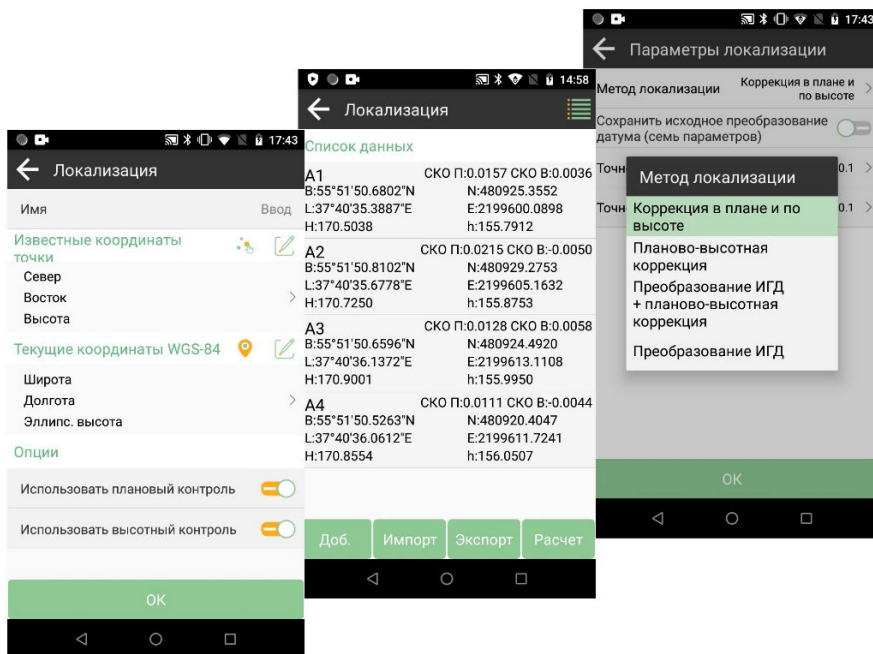 17:43
Локализация
Имя Ввод
Известные координаты
точки
Север
Восток
Высота
Текущие координаты WGS-84
Широта
Долгота
Эллипс. высота
Опции
Использовать плановый контроль
Использовать высотный контроль
OK
14:58
Локализация
Список данных
A1 СКО П:0.0157 СКО В:0.0036
B:55°51'50.6802"N N:480925.3552
L:37°40'35.3887"E E:2199600.0898
H:170.5038 h:155.7912
A2 СКО П:0.0215 СКО В:-0.0050
B:55°51'50.8102"N N:480929.2753
L:37°40'35.6778"E E:2199605.1632
H:170.7250 h:155.8753
A3 СКО П:0.0128 СКО В:0.0058
B:55°51'50.6596"N N:480924.4920
L:37°40'36.1372"E E:2199613.1108
H:170.9001 h:155.9950
A4 СКО П:0.0111 СКО В:-0.0044
B:55°51'50.5263"N N:480920.4047
L:37°40'36.0612"E E:2199611.7241
H:170.8554 h:156.0507
Доб. Импорт Экспорт Расчет
17:43
Параметры локализации
Метод локализации Коррекция в плане и
по высоте
Сохранить исходное преобразование
датума (семь параметров)
0.1
0.1
Метод локализации
Коррекция в плане и по
высоте
Планово-высотная
коррекция
Преобразование ИГД
+ планово-высотная
коррекция
Преобразование ИГД
OK